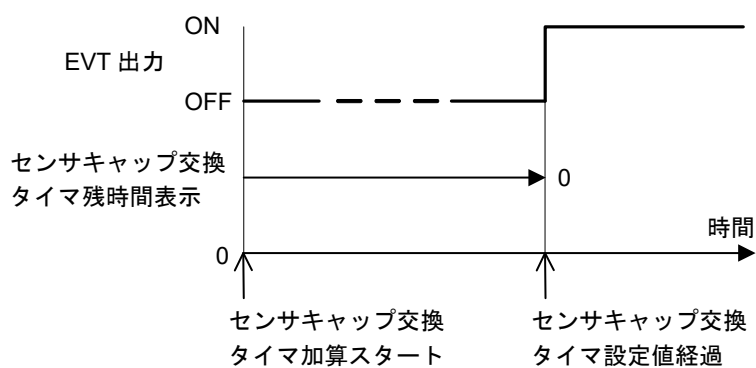 ON
EVT 出力
OFF
センサキャップ交換
タイマ残時間表示
0
時間
0
センサキャップ交換
タイマ加算スタート
センサキャップ交換
タイマ設定値経過